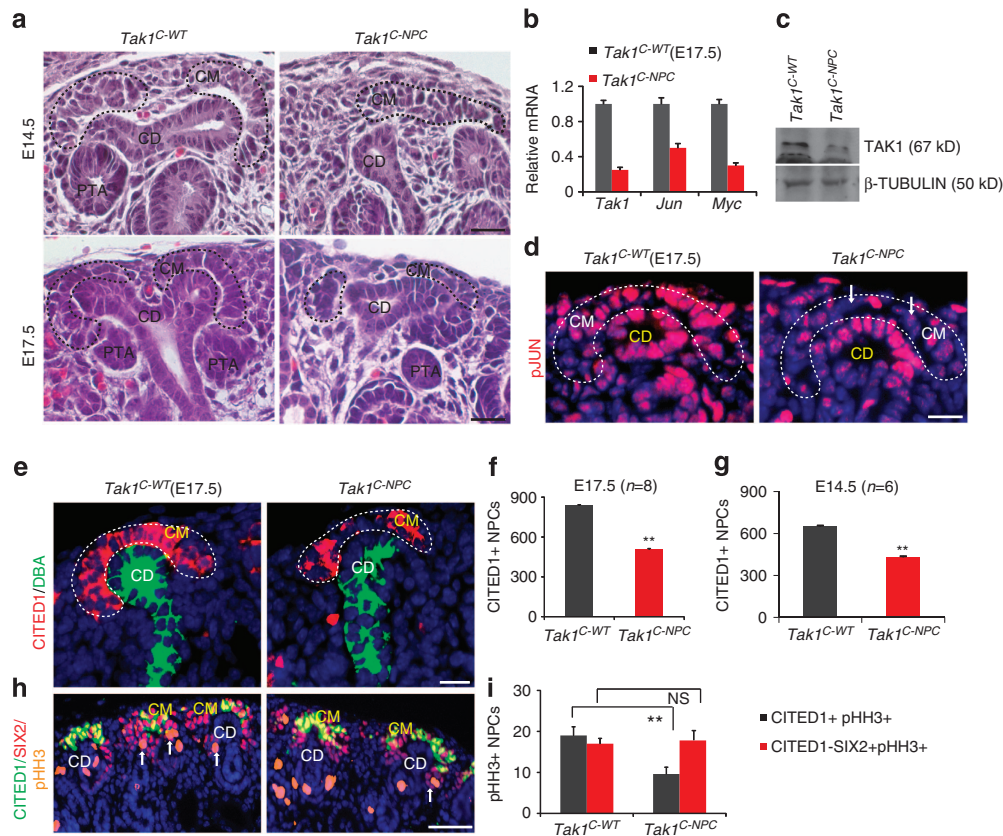 a
Tak1C-WT
Tak1C-NPC
E14.5
CM
CD
PTA
CM
CD
E17.5
CM
CD
PTA
PTA
CM
CD
PTA
b
Tak1C-WT(E17.5)
Tak1C-NPC
Relative mRNA
1.2
0.8
0.4
0
Tak1 Jun Myc
c
Tak1C-WT
Tak1C-NPC
TAK1 (67 kD)
β-TUBULIN (50 kD)
d
Tak1C-WT(E17.5)
Tak1C-NPC
pJUN
CM
CD
CM
CD
e
Tak1C-WT(E17.5)
Tak1C-NPC
CITED1/DBA
CM
CD
CM
CD
f
E17.5 (n=8)
CITED1+ NPCs
900
600
300
0
**
Tak1C-WT Tak1C-NPC
g
E14.5 (n=6)
CITED1+ NPCs
900
600
300
0
**
Tak1C-WT Tak1C-NPC
h
CITED1/SIX2/
pHH3
CM CM
CD CD
CM
CM
CD
CD
i
pHH3+ NPCs
30
20
10
0
NS
**
Tak1C-WT Tak1C-NPC
CITED1+ pHH3+
CITED1-SIX2+pHH3+